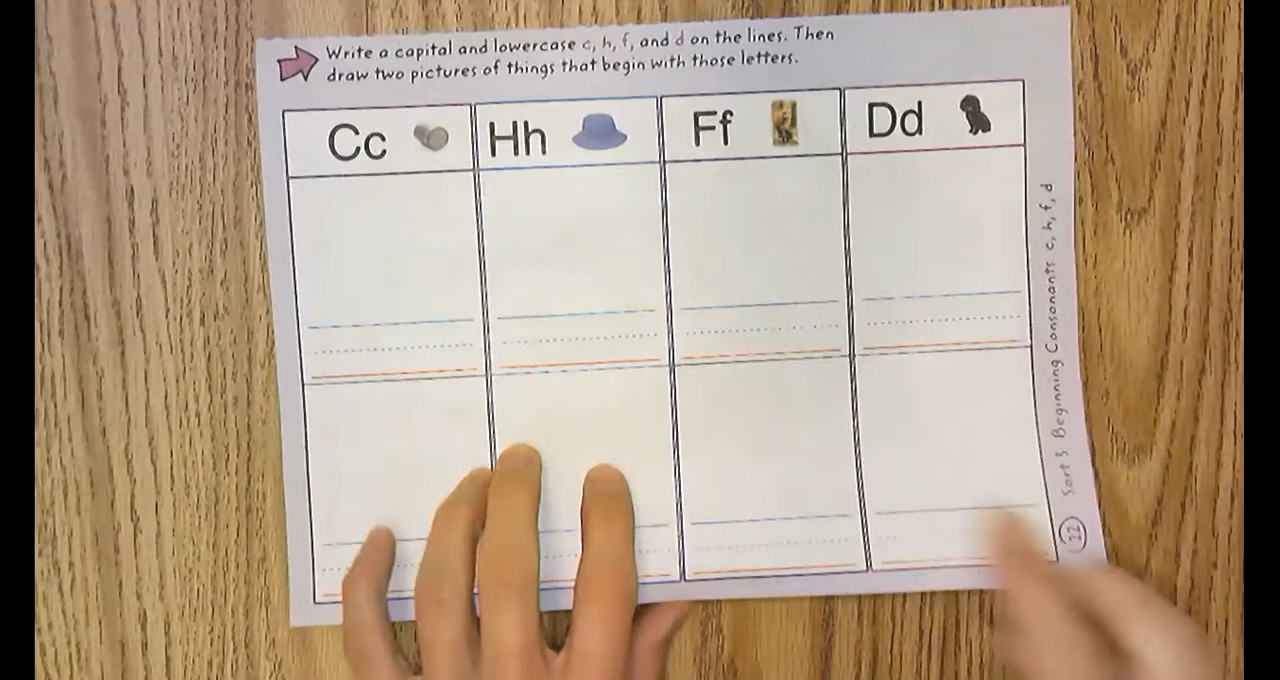 Write a capital and lowercase c, h, f, and d on the lines. Then
draw two pictures of things that begin with those letters.
Cc
Hh
Ff
Dd
Sort 3 Beginning Consonants c, h, f, d
22